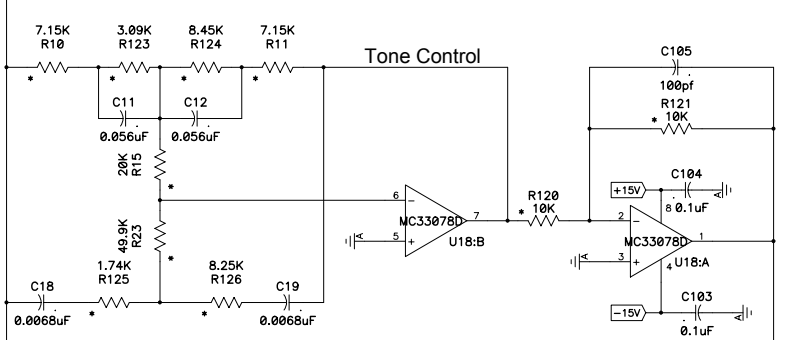 7.15K
R10
3.09K
R123
8.45K
R124
7.15K
R11
Tone Control
C105
100pf
R121
10K
*
*
*
*
*
C11
0.056uF
C12
0.056uF
20K
R15
*
C104
0.1uF
+15V
A
8
R120
10K
*
6
−
MC33078D
7
5
+
U18:B
A
2
−
MC33078D
1
3
+
U18:A
4
A
49.9K
R23
*
1.74K
R125
*
8.25K
R126
*
C18
0.0068uF
C19
0.0068uF
−15V
C103
0.1uF
A